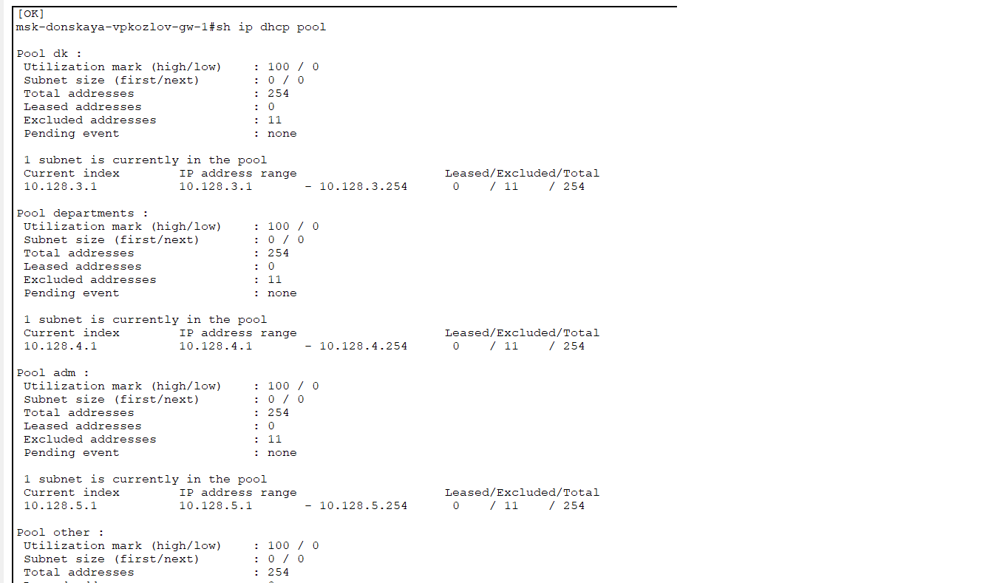 [OK]
msk-donskaya-vpkozlov-gw-1#sh ip dhcp pool
Pool dk :
Utilization mark (high/low) : 100 / 0
Subnet size (first/next) : 0 / 0
Total addresses : 254
Leased addresses : 0
Excluded addresses : 11
Pending event : none
1 subnet is currently in the pool
Current index IP address range Leased/Excluded/Total
10.128.3.1 10.128.3.1 - 10.128.3.254 0 / 11 / 254
Pool departments :
Utilization mark (high/low) : 100 / 0
Subnet size (first/next) : 0 / 0
Total addresses : 254
Leased addresses : 0
Excluded addresses : 11
Pending event : none
1 subnet is currently in the pool
Current index IP address range Leased/Excluded/Total
10.128.4.1 10.128.4.1 - 10.128.4.254 0 / 11 / 254
Pool adm :
Utilization mark (high/low) : 100 / 0
Subnet size (first/next) : 0 / 0
Total addresses : 254
Leased addresses : 0
Excluded addresses : 11
Pending event : none
1 subnet is currently in the pool
Current index IP address range Leased/Excluded/Total
10.128.5.1 10.128.5.1 - 10.128.5.254 0 / 11 / 254
Pool other :
Utilization mark (high/low) : 100 / 0
Subnet size (first/next) : 0 / 0
Total addresses : 254